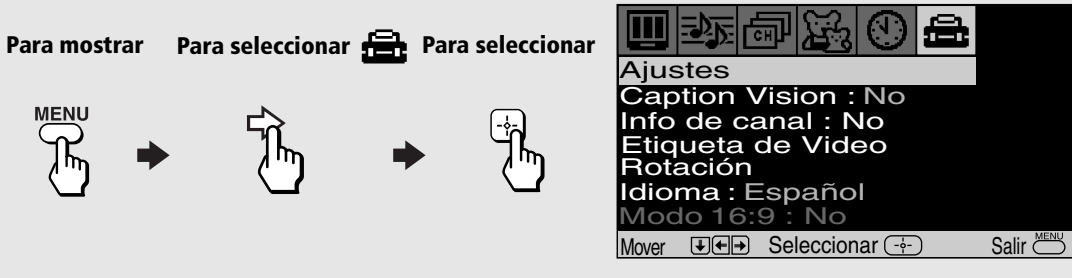 Para mostrar
Para seleccionar
Para seleccionar
MENU
CH
Ajustes
Caption Vision : No
Info de canal : No
Etiqueta de Video
Rotación
Idioma : Español
Modo 16:9 : No
Mover
Seleccionar
Salir
MENU